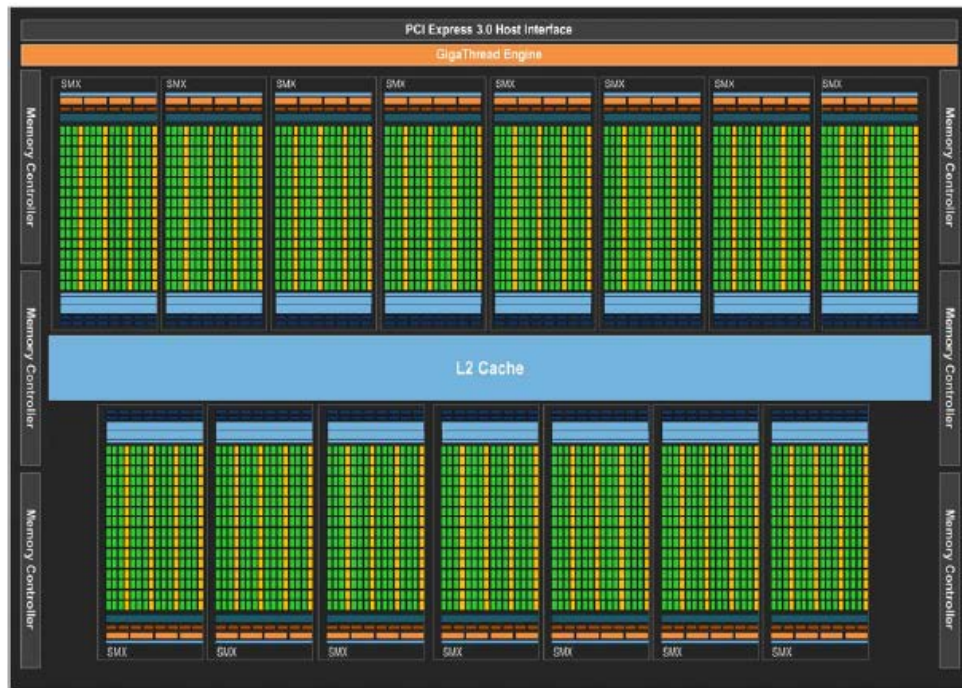 PCI Express 3.0 Host Interface
GigaThread Engine
SMX SMX SMX SMX SMX SMX SMX SMX
Memory Controller
Memory Controller
Memory Controller
L2 Cache
Memory Controller
Memory Controller
Memory Controller
SMX SMX SMX SMX SMX SMX SMX